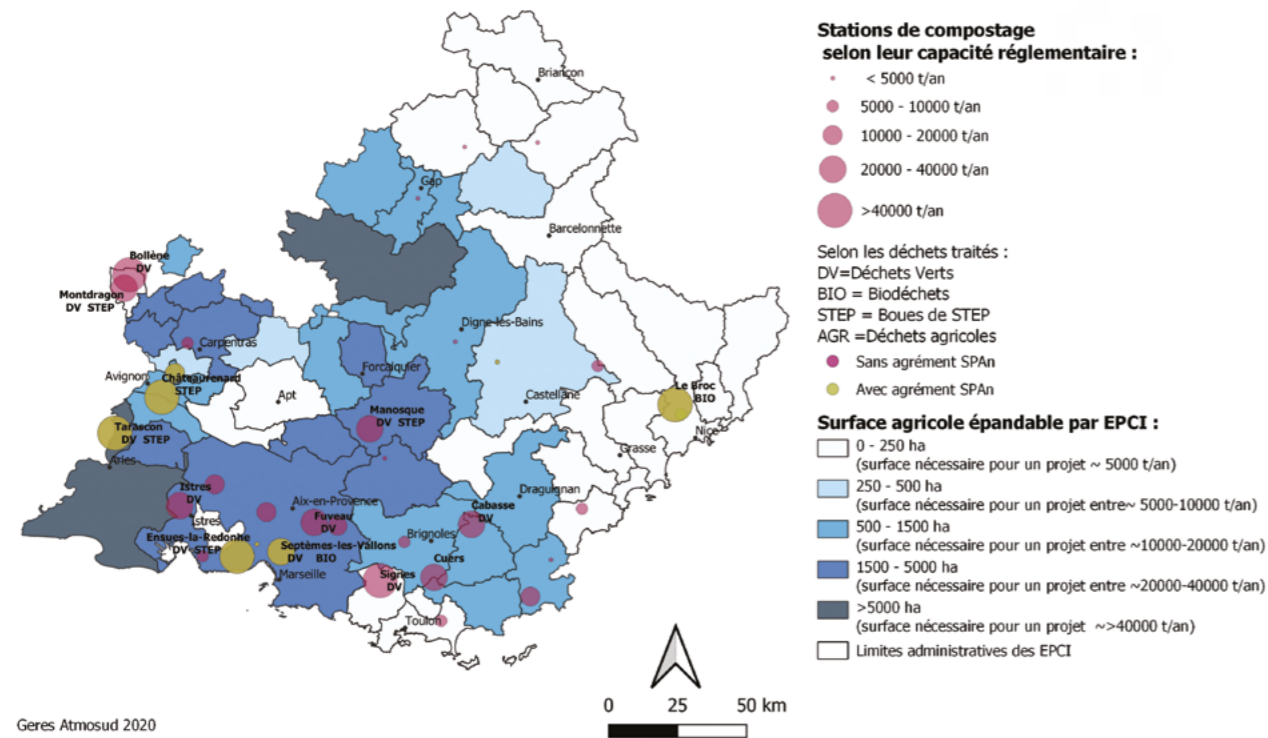 Briançon
Gap
Barcelonnette
Bollène
DV
Montdragon
DV STEP
Carpentras
Digne-les-Bains
Avignon
Châteaurenard
STEP
Forcalquier
Apt
Castellane
Le Broc
BIO
Manosque
DV STEP
Tarascon
DV STEP
Nice
Grasse
Arles
Draguignan
Istres
DV
Istres
Aix-en-Provence
Fuveau
DV
Cabasse
DV
Ensues-la-Redonne
DV STEP
Septèmes-les-Vallons
DV BIO
Brignoles
Cuers
Marseille
Signes
DV
Toulon
Stations de compostage
selon leur capacité réglementaire :
< 5000 t/an
5000 - 10000 t/an
10000 - 20000 t/an
20000 - 40000 t/an
>40000 t/an
Selon les déchets traités :
DV=Déchets Verts
BIO = Biodéchets
STEP = Boues de STEP
AGR =Déchets agricoles
Sans agrément SPAn
Avec agrément SPAn
Surface agricole épandable par EPCI :
0 - 250 ha
(surface nécessaire pour un projet ~ 5000 t/an)
250 - 500 ha
(surface nécessaire pour un projet entre~ 5000-10000 t/an)
500 - 1500 ha
(surface nécessaire pour un projet entre ~10000-20000 t/an)
1500 - 5000 ha
(surface nécessaire pour un projet entre ~20000-40000 t/an)
>5000 ha
(surface nécessaire pour un projet ~>40000 t/an)
Limites administratives des EPCI
0 25 50 km
Geres Atmosud 2020